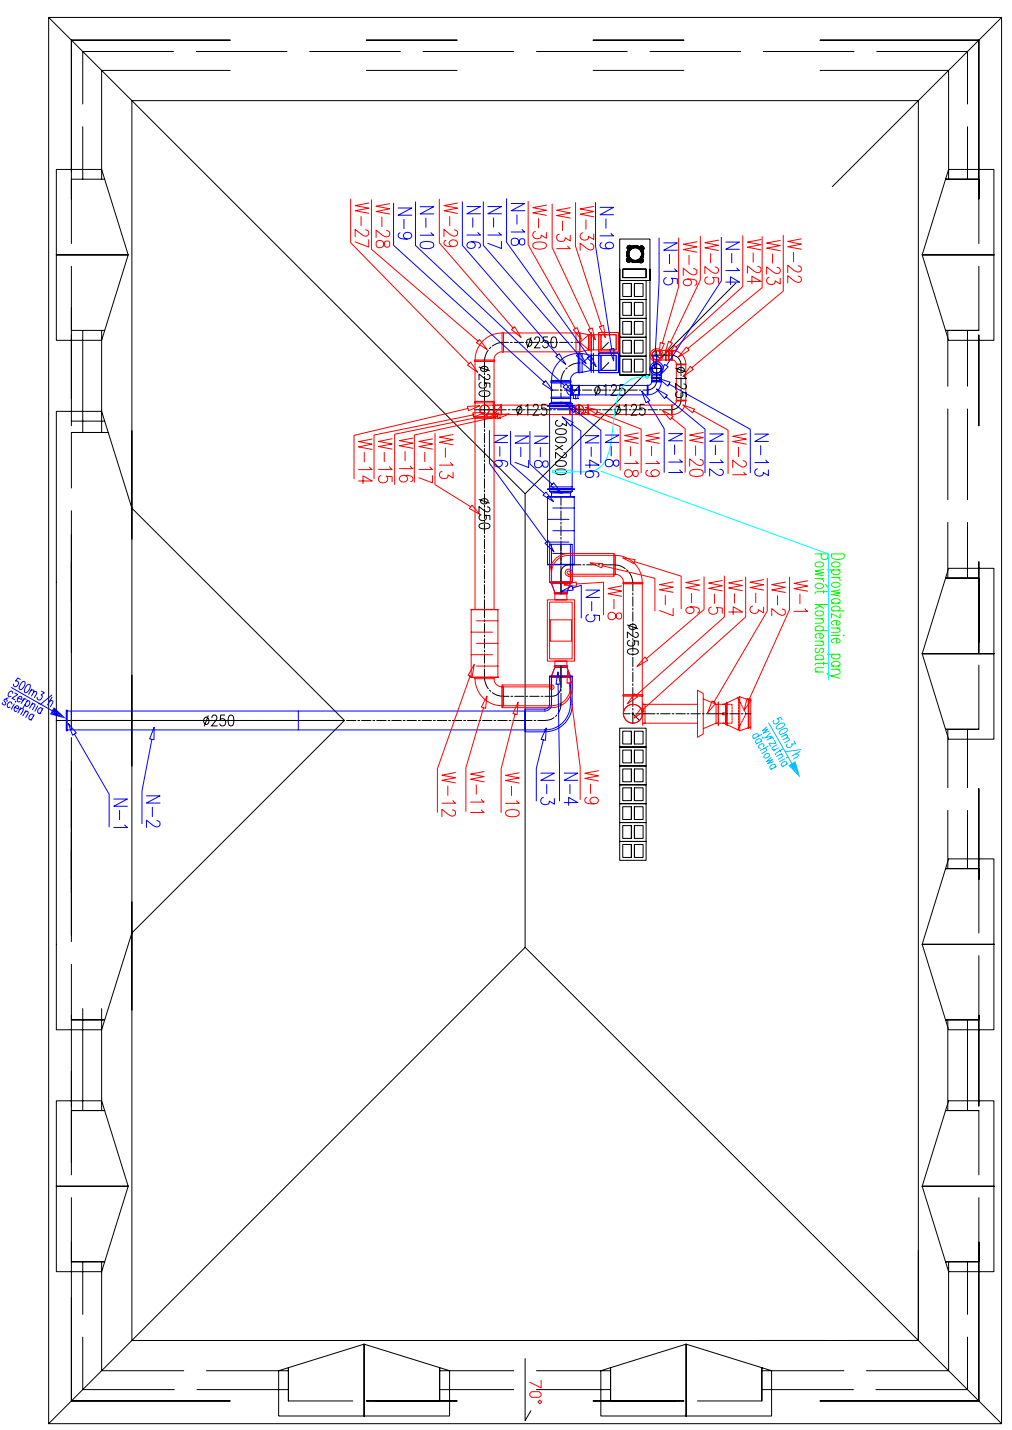 W-27
W-28
N-9
N-10
W-29
N-16
N-17
N-18
W-30
W-31
W-32
N-19
N-15
W-26
W-25
N-14
W-24
W-23
W-22
ø250
ø250
ø125
ø125
ø125
300x200
W-14
W-15
W-16
W-17
W-13
N-6
N-7
N-8
N-46
N-8
W-18
W-19
N-11
W-20
N-12
W-21
N-13
ø250
Doprowadzenie pary
Powrót kondensatu
N-5
W-8
W-7
W-6
W-5
W-4
W-3
W-2
W-1
ø250
500m3/h
czerpnia
ścienna
ø250
500m3/h
wyrzutnia
dachowa
N-1
N-2
W-12
W-11
W-10
N-3
N-4
W-9
70°